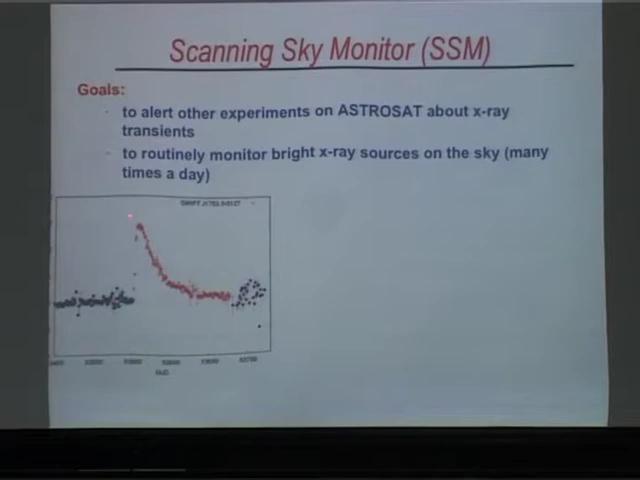 Scanning Sky Monitor (SSM)
Goals:
to alert other experiments on ASTROSAT about x-ray
transients
to routinely monitor bright x-ray sources on the sky (many
times a day)